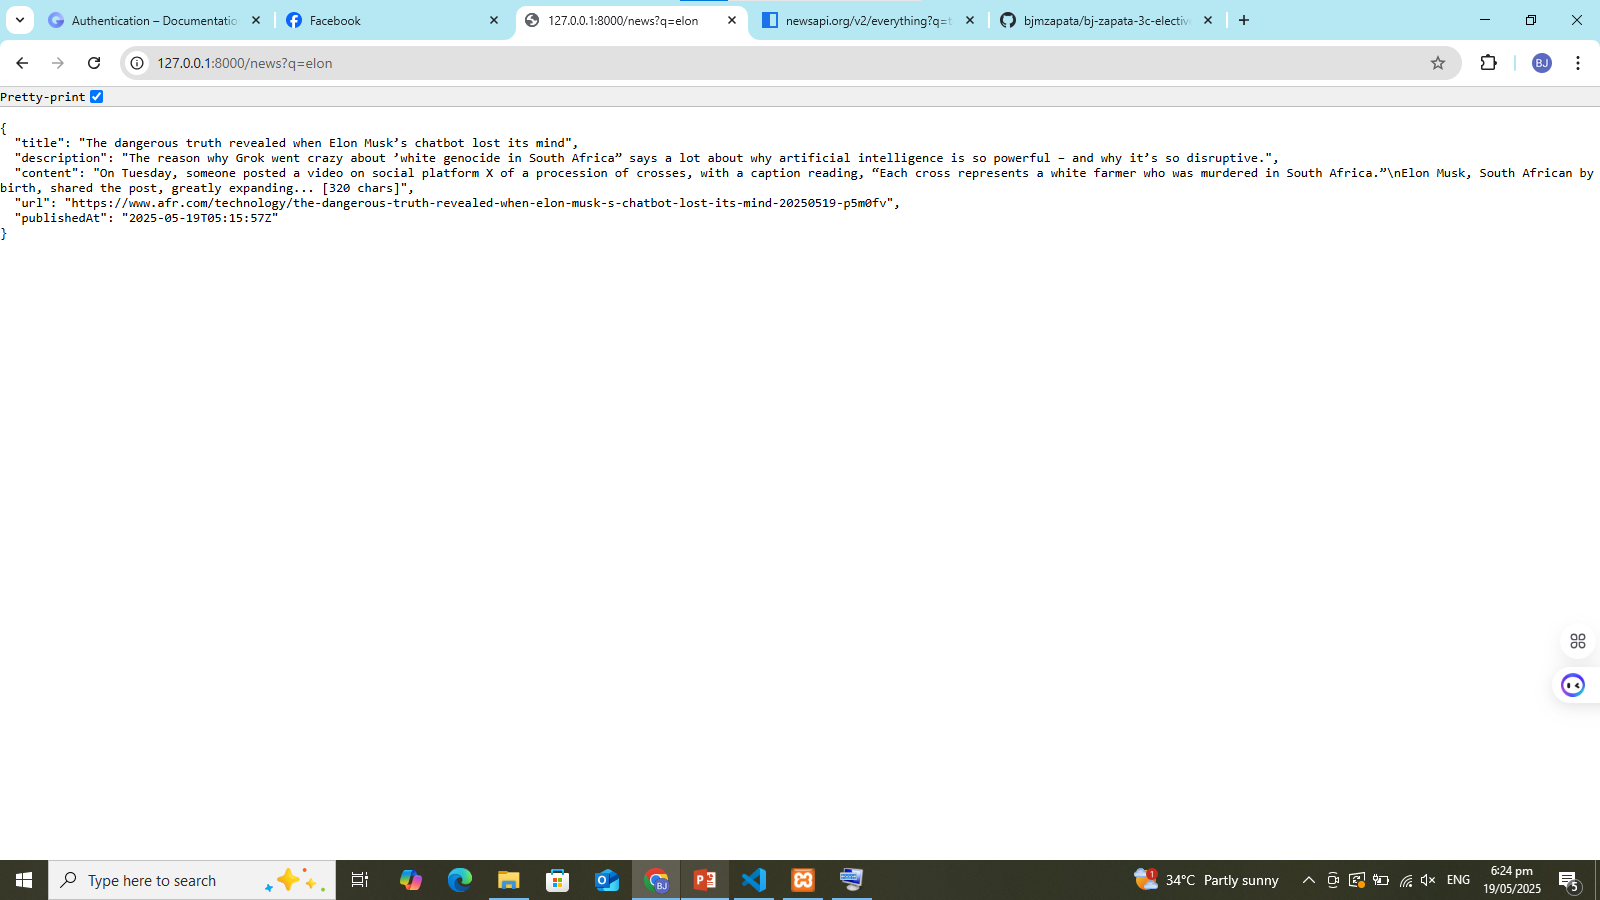 Authentication – Documentatio
Facebook
127.0.0.1:8000/news?q=elon
newsapi.org/v2/everything?q=t
bjmzapata/bj-zapata-3c-electiv
127.0.0.1:8000/news?q=elon
BJ
Pretty-print
{
"title": "The dangerous truth revealed when Elon Musk’s chatbot lost its mind",
"description": "The reason why Grok went crazy about ’white genocide in South Africa” says a lot about why artificial intelligence is so powerful – and why it’s so disruptive.",
"content": "On Tuesday, someone posted a video on social platform X of a procession of crosses, with a caption reading, “Each cross represents a white farmer who was murdered in South Africa.”\nElon Musk, South African by
birth, shared the post, greatly expanding... [320 chars]",
"url": "https://www.afr.com/technology/the-dangerous-truth-revealed-when-elon-musk-s-chatbot-lost-its-mind-20250519-p5m0fv",
"publishedAt": "2025-05-19T05:15:57Z"
}
Type here to search
BJ
1
34°C Partly sunny
ENG
6:24 pm
19/05/2025
5